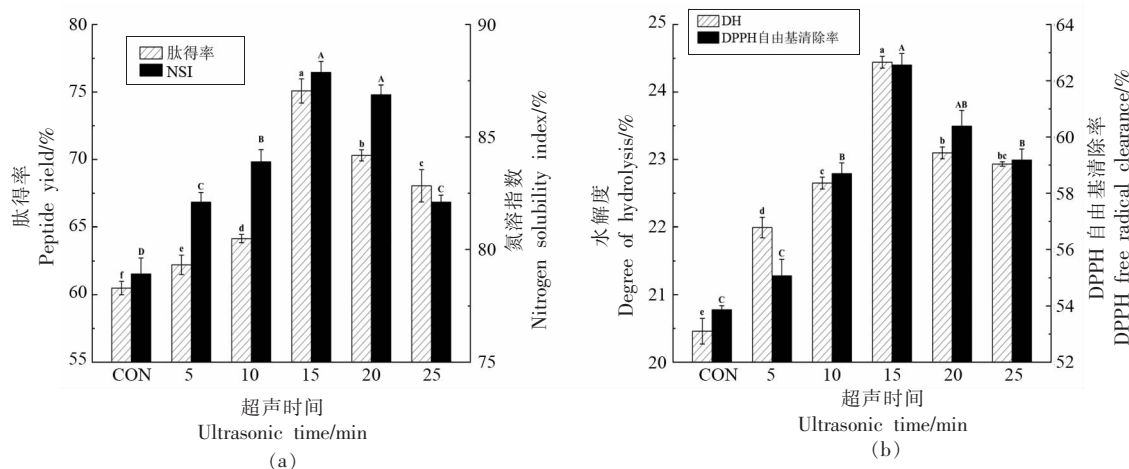 80
75
70
65
60
55
肽得率
Peptide yield/%
肽得率
NSI
f
D
e
C
d
B
a
A
b
A
c
C
90
85
80
75
氮溶指数
Nitrogen solubility index/%
CON
5
10
15
20
25
超声时间
Ultrasonic time/min
(a)
25
24
23
22
21
20
水解度
Degree of hydrolysis/%
DH
DPPH自由基清除率
e
C
d
C
c
B
a
A
b
AB
bc
B
64
62
60
58
56
54
52
DPPH自由基清除率
DPPH free radical clearance/%
CON
5
10
15
20
25
超声时间
Ultrasonic time/min
(b)